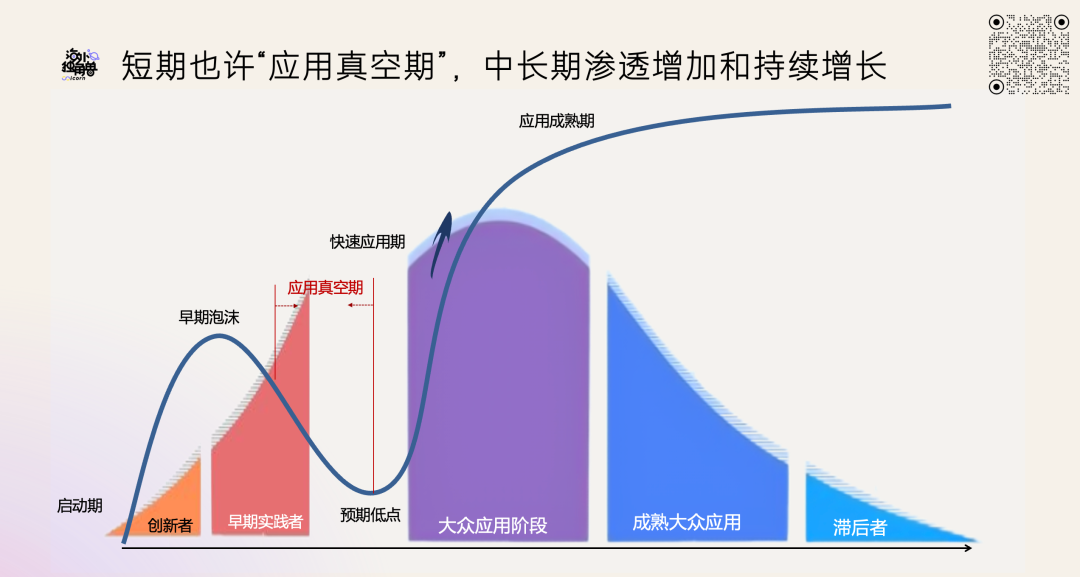 海外独角兽
unicorn
短期也许“应用真空期”，中长期渗透增加和持续增长
应用成熟期
快速应用期
应用真空期
早期泡沫
启动期
预期低点
创新者
早期实践者
大众应用阶段
成熟大众应用
滞后者